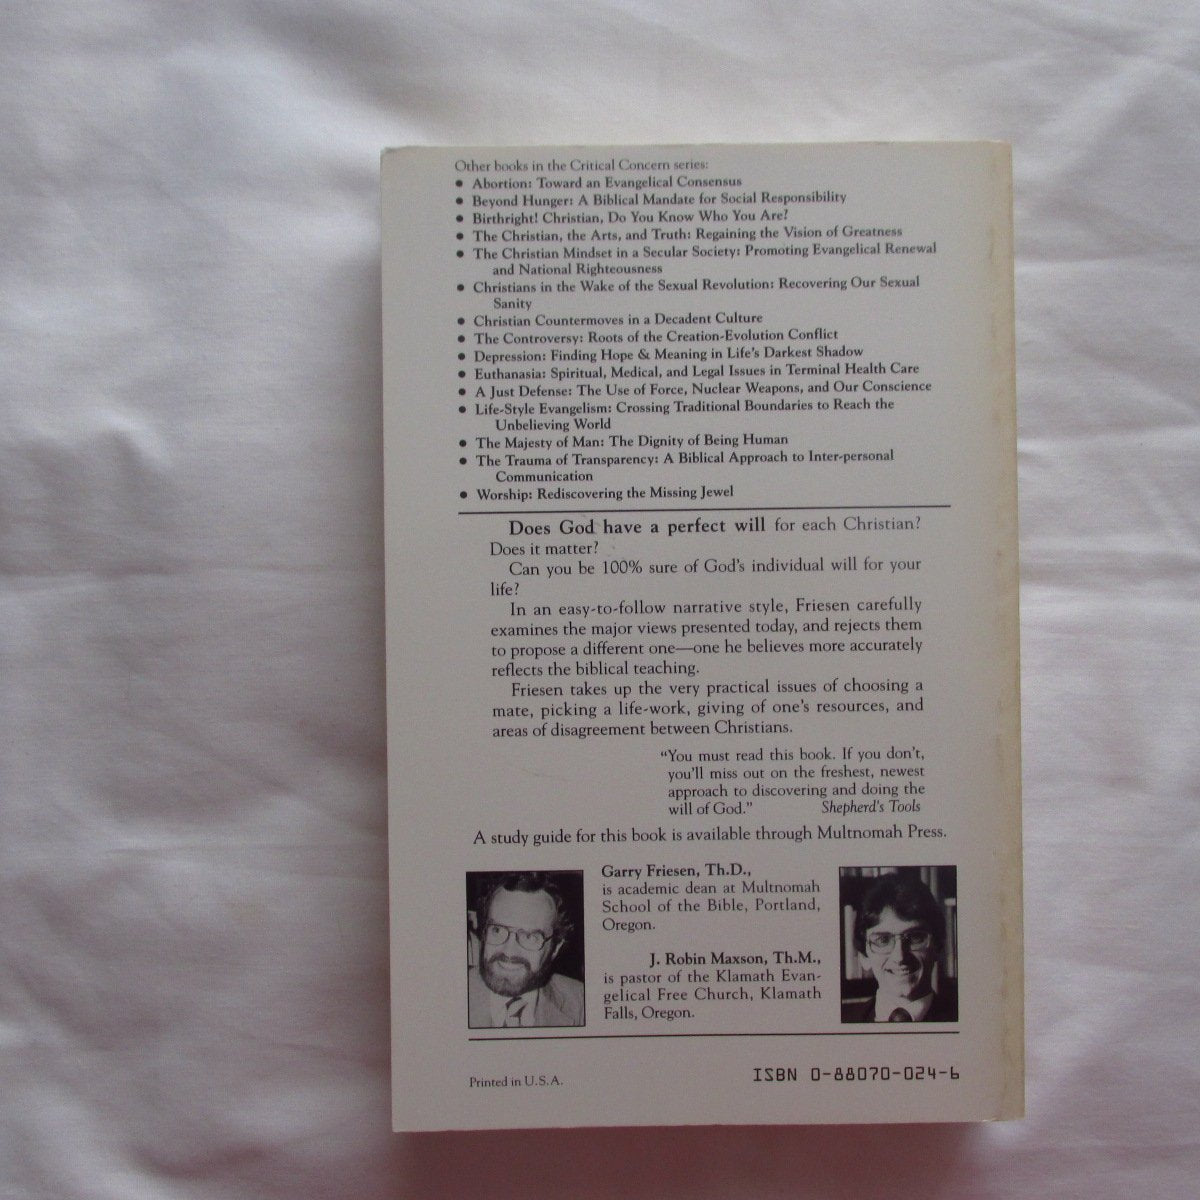 Other books in the Critical Concern series:
• Abortion: Toward an Evangelical Consensus
• Beyond Hunger: A Biblical Mandate for Social Responsibility
• Birthright! Christian, Do You Know Who You Are?
• The Christian, the Arts, and Truth: Regaining the Vision of Greatness
• The Christian Mindset in a Secular Society: Promoting Evangelical Renewal
and National Righteousness
• Christians in the Wake of the Sexual Revolution: Recovering Our Sexual
Sanity
• Christian Countermoves in a Decadent Culture
• The Controversy: Roots of the Creation-Evolution Conflict
• Depression: Finding Hope & Meaning in Life's Darkest Shadow
• Euthanasia: Spiritual, Medical, and Legal Issues in Terminal Health Care
• A Just Defense: The Use of Force, Nuclear Weapons, and Our Conscience
• Life-Style Evangelism: Crossing Traditional Boundaries to Reach the
Unbelieving World
• The Majesty of Man: The Dignity of Being Human
• The Trauma of Transparency: A Biblical Approach to Inter-personal
Communication
• Worship: Rediscovering the Missing Jewel
Does God have a perfect will for each Christian?
Does it matter?
Can you be 100% sure of God's individual will for your
life?
In an easy-to-follow narrative style, Friesen carefully
examines the major views presented today, and rejects them
to propose a different one—one he believes more accurately
reflects the biblical teaching.
Friesen takes up the very practical issues of choosing a
mate, picking a life-work, giving of one's resources, and
areas of disagreement between Christians.
"You must read this book. If you don't,
you'll miss out on the freshest, newest
approach to discovering and doing the
will of God." Shepherd's Tools
A study guide for this book is available through Multnomah Press.
Garry Friesen, Th.D.,
is academic dean at Multnomah
School of the Bible, Portland,
Oregon.
J. Robin Maxson, Th.M.,
is pastor of the Klamath Evan-
gelical Free Church, Klamath
Falls, Oregon.
Printed in U.S.A.
ISBN 0-88070-024-6